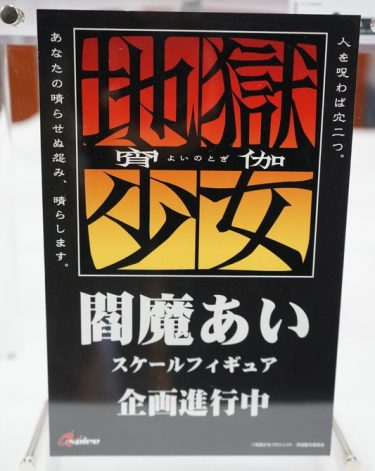 人を呪わば穴二つ。
地獄
宵 よいのとぎ 伽
少女
あなたの晴らせぬ怨み、晴らします。
閻魔あい
スケールフィギュア
企画進行中